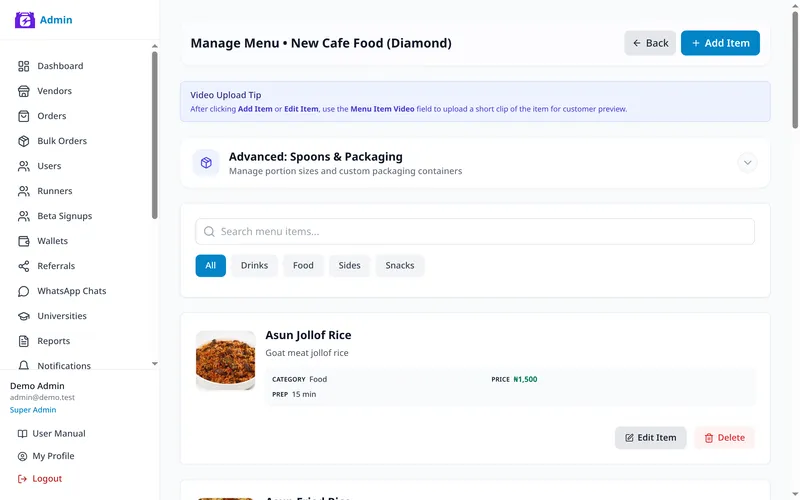 Admin
Dashboard
Vendors
Orders
Bulk Orders
Users
Runners
Beta Signups
Wallets
Referrals
WhatsApp Chats
Universities
Reports
Notifications
Demo Admin
admin@demo.test
Super Admin
User Manual
My Profile
Logout
Manage Menu • New Cafe Food (Diamond)
Back
Add Item
Video Upload Tip
After clicking Add Item or Edit Item, use the Menu Item Video field to upload a short clip of the item for customer preview.
Advanced: Spoons & Packaging
Manage portion sizes and custom packaging containers
Search menu items...
All Drinks Food Sides Snacks
Asun Jollof Rice
Goat meat jollof rice
CATEGORY Food PRICE ₦1,500
PREP 15 min
Edit Item Delete
Asun Fried Rice